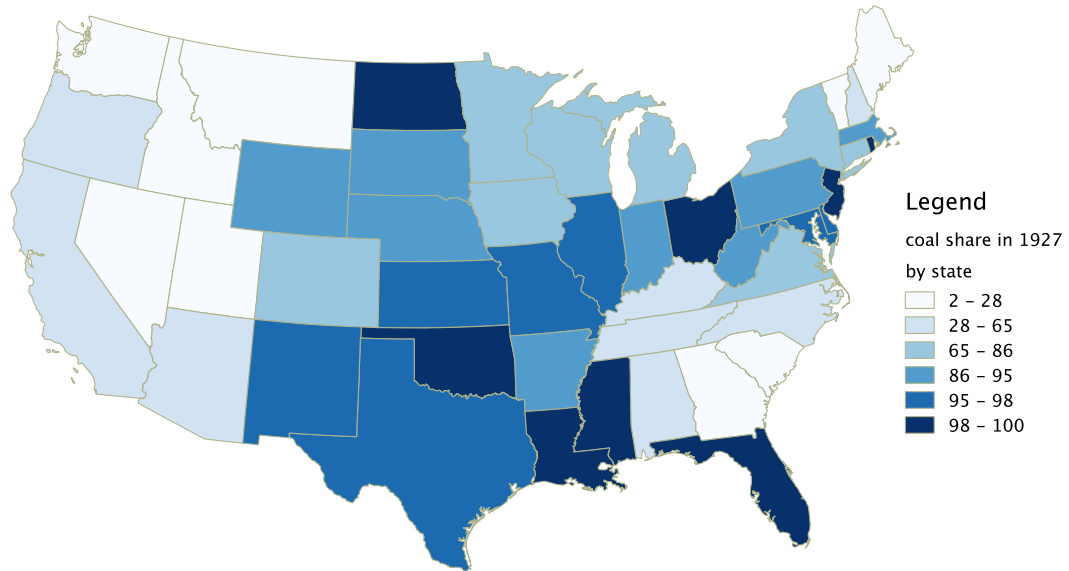 Legend
coal share in 1927
by state
2 – 28
28 – 65
65 – 86
86 – 95
95 – 98
98 – 100